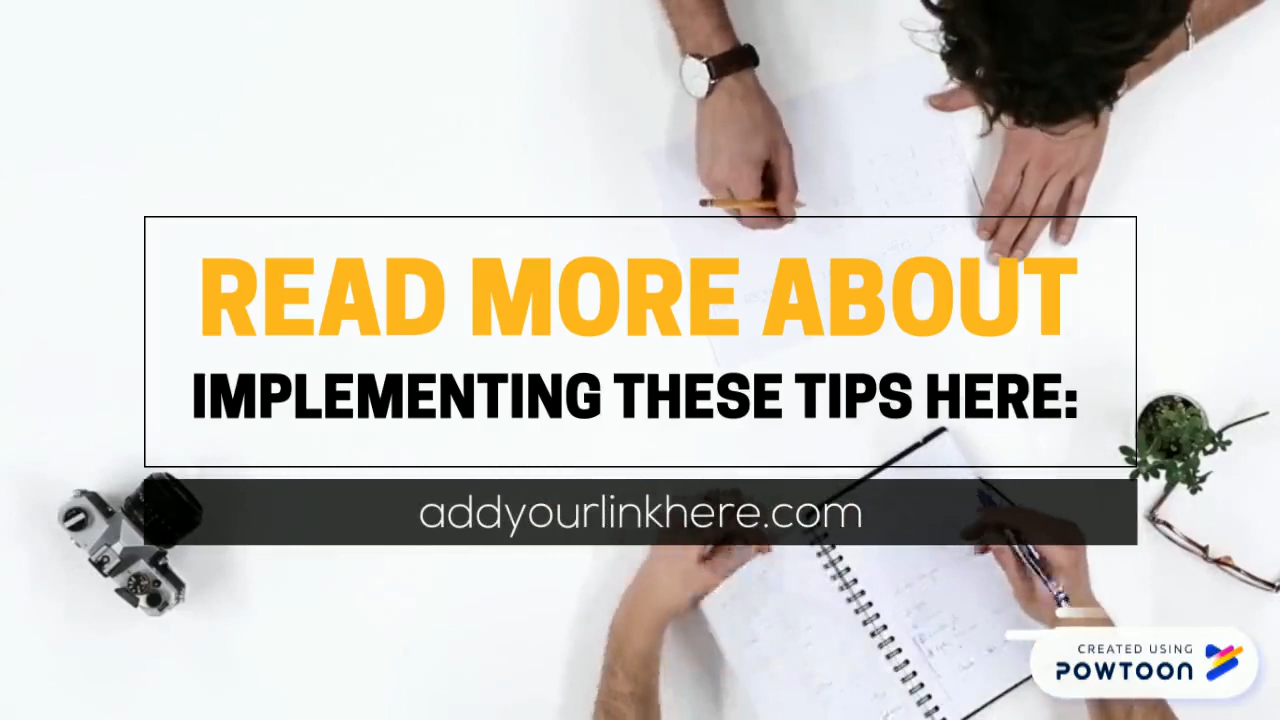 READ MORE ABOUT
IMPLEMENTING THESE TIPS HERE:
addyourlinkhere.com
CREATED USING
POWTOON